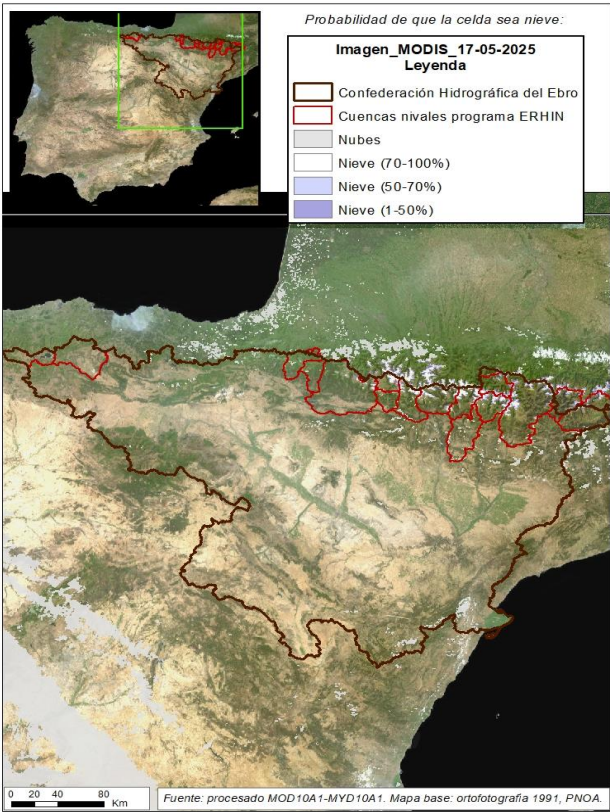 Probabilidad de que la celda sea nieve:
Imagen_MODIS_17-05-2025
Leyenda
Confederación Hidrográfica del Ebro
Cuencas nivales programa ERHIN
Nubes
Nieve (70-100%)
Nieve (50-70%)
Nieve (1-50%)
0 20 40 80
Km
Fuente: procesado MOD10A1-MYD10A1. Mapa base: ortofotografía 1991, PNOA.